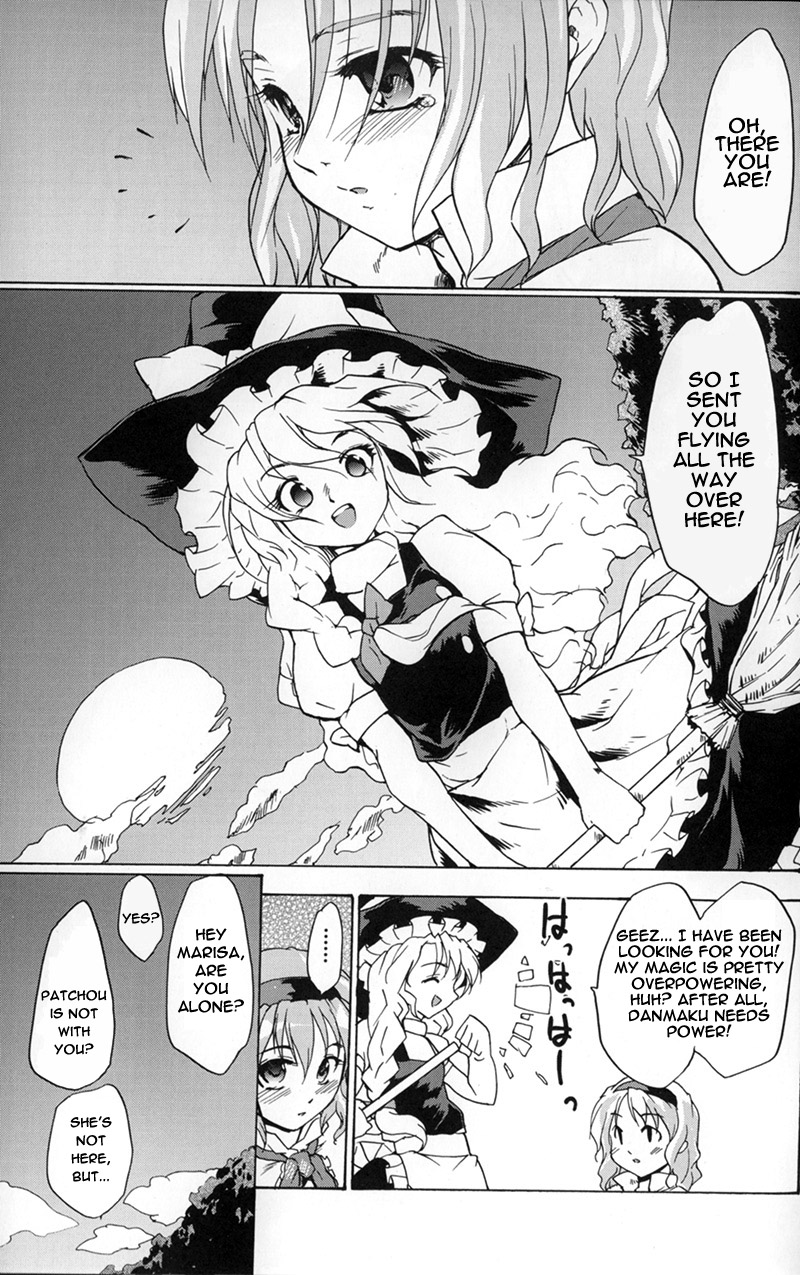 OH,
THERE
YOU
ARE!
SO I
SENT
YOU
FLYING
ALL THE
WAY
OVER
HERE!
GEEZ... I HAVE BEEN
LOOKING FOR YOU!
MY MAGIC IS PRETTY
OVERPOWERING,
HUH? AFTER ALL,
DANMAKU NEEDS
POWER!
はっはっはーっ
......
HEY
MARISA,
ARE YOU
ALONE?
YES?
PATCHOU
IS NOT
WITH
YOU?
SHE'S
NOT
HERE,
BUT...